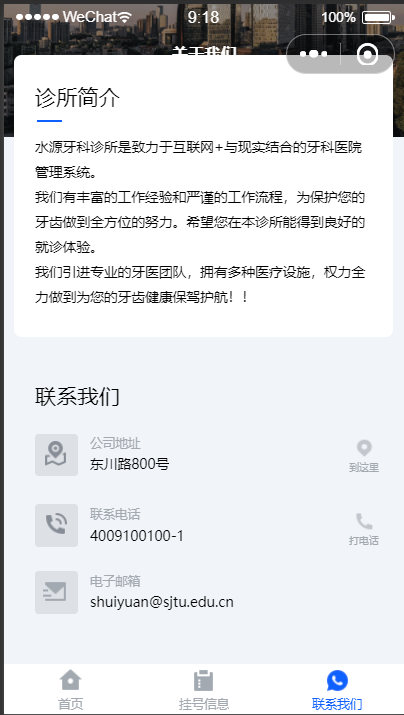 WeChat 9:18 100%
关于我们
诊所简介
水源牙科诊所是致力于互联网+与现实结合的牙科医院
管理系统。
我们有丰富的工作经验和严谨的工作流程，为保护您的
牙齿做到全方位的努力。希望您在本诊所能得到良好的
就诊体验。
我们引进专业的牙医团队，拥有多种医疗设施，权力全
力做到为您的牙齿健康保驾护航！！
联系我们
公司地址
东川路800号
到这里
联系电话
4009100100-1
打电话
电子邮箱
shuiyuan@sjtu.edu.cn
首页 挂号信息 联系我们